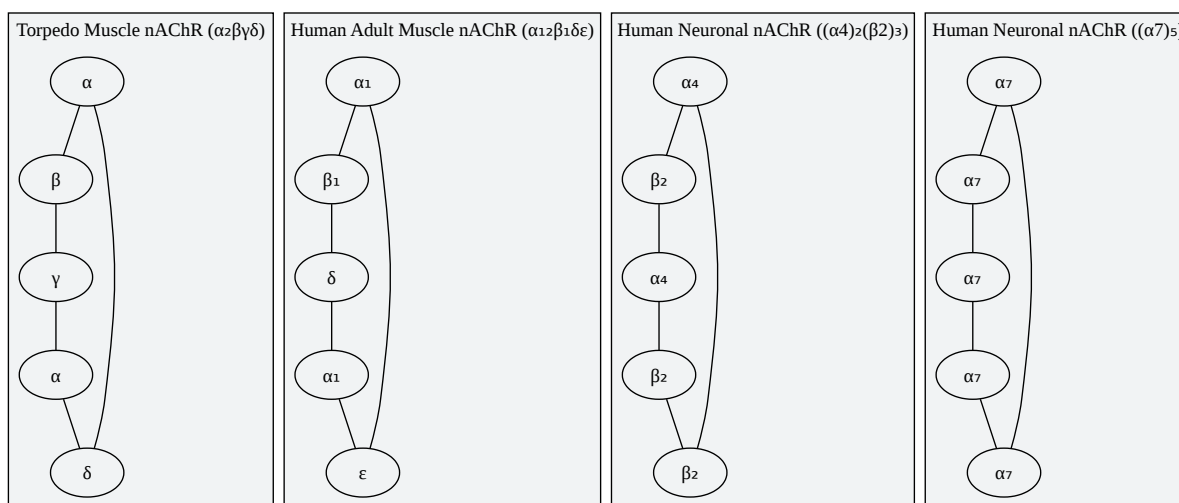 Torpedo Muscle nAChR (α₂βγδ)
α
β
γ
α
δ
Human Adult Muscle nAChR (α₁₂β₁δε)
α₁
β₁
δ
α₁
ε
Human Neuronal nAChR ((α4)₂(β2)₃)
α₄
β₂
α₄
β₂
β₂
Human Neuronal nAChR ((α7)₅)
α₇
α₇
α₇
α₇
α₇